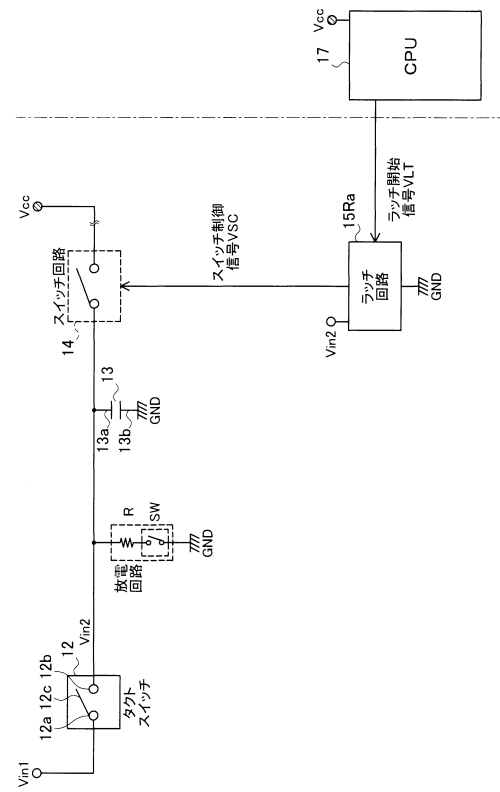 Vin1
12a
12c
12b
12
タクト
スイッチ
Vin2
放電
回路
R
SW
GND
13a
13
13b
GND
14
スイッチ回路
Vcc
スイッチ制御
信号VSC
Vin2
15Ra
ラッチ
回路
GND
ラッチ開始
信号VLT
17
Vcc
CPU